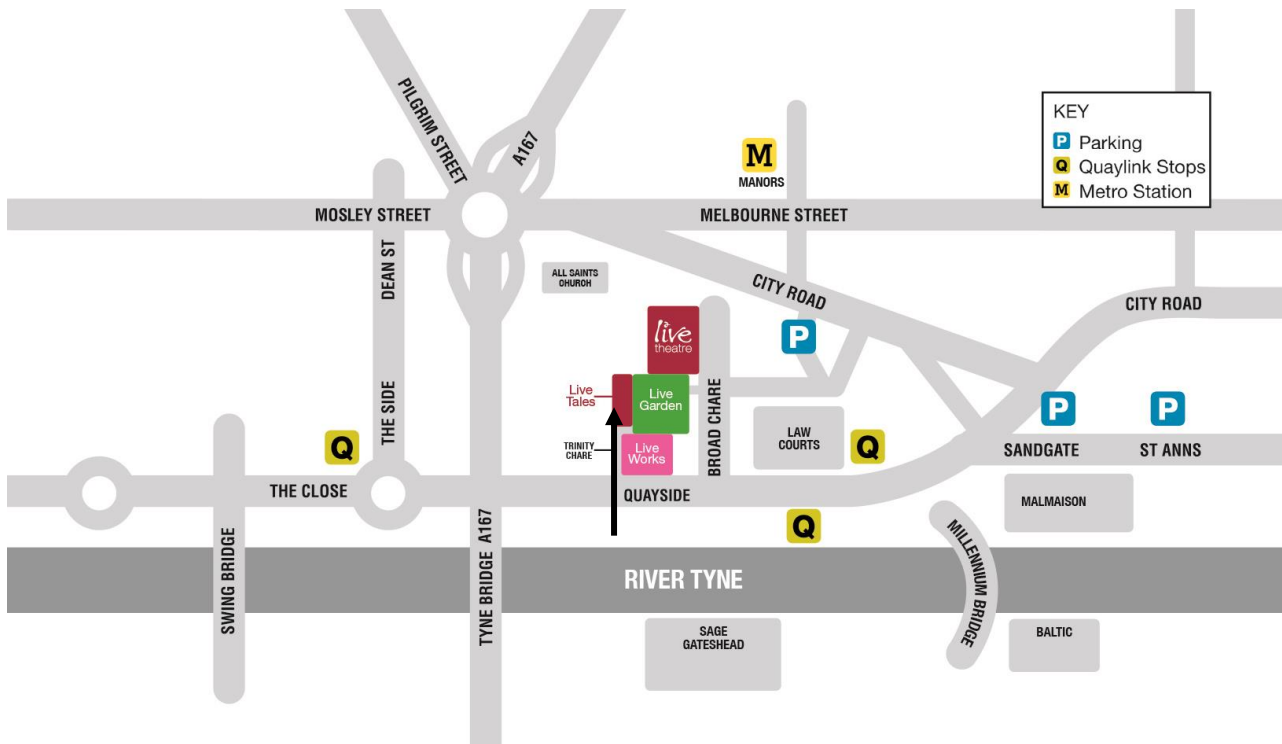 PILGRIM STREET
A167
M
MANORS
KEY
P Parking
Q Quaylink Stops
M Metro Station
MOSLEY STREET
MELBOURNE STREET
DEAN ST
ALL SAINTS
CHURCH
CITY ROAD
CITY ROAD
live
theatre
P
Live
Tales
Live
Garden
BROAD CHARE
THE SIDE
Q
TRINITY
CHARE
Live
Works
LAW
COURTS
Q
P
P
SANDGATE
ST ANNS
THE CLOSE
QUAYSIDE
MALMAISON
Q
SWING BRIDGE
TYNE BRIDGE A167
MILLENNIUM BRIDGE
RIVER TYNE
SAGE
GATESHEAD
BALTIC